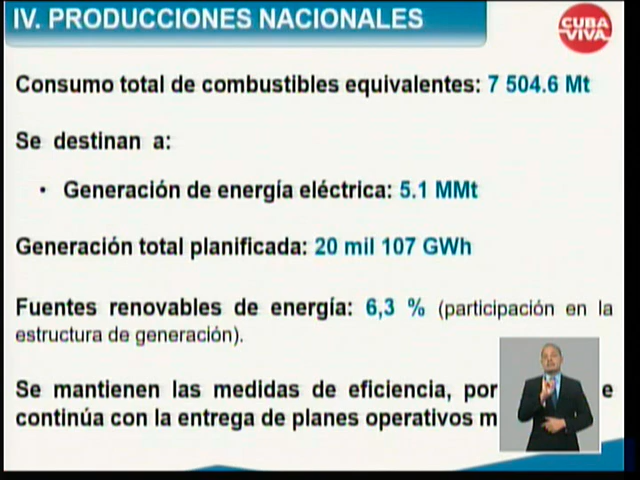 IV. PRODUCCIONES NACIONALES
CUBA
VIVA
Consumo total de combustibles equivalentes: 7 504.6 Mt
Se destinan a:
• Generación de energía eléctrica: 5.1 MMt
Generación total planificada: 20 mil 107 GWh
Fuentes renovables de energía: 6,3 % (participación en la
estructura de generación).
Se mantienen las medidas de eficiencia, por e
continúa con la entrega de planes operativos m